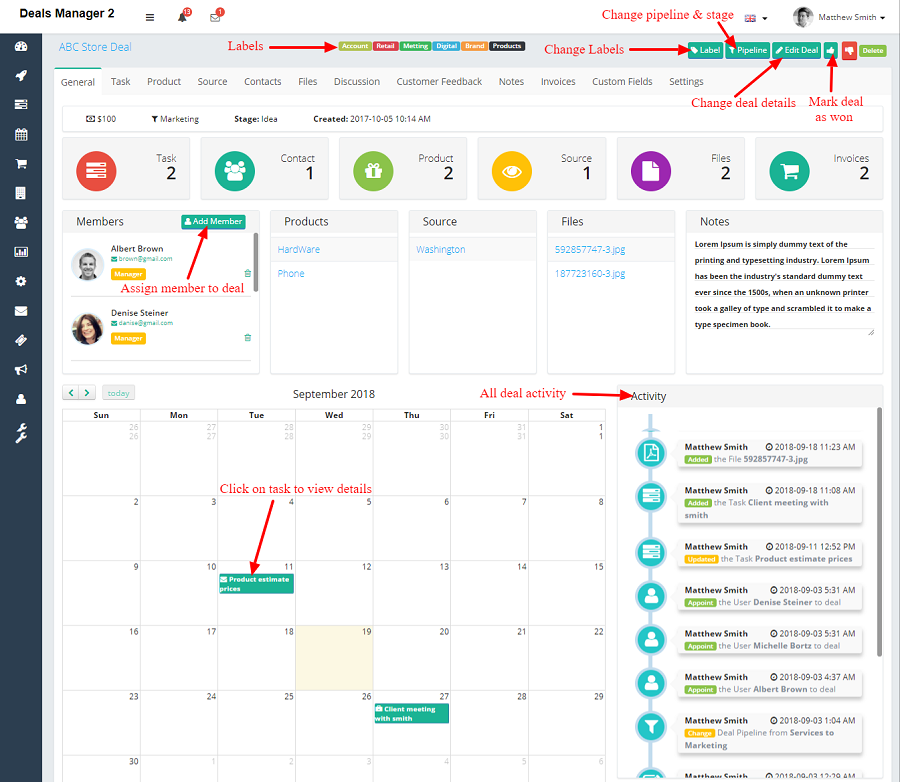 Deals Manager 2
13
1
Change pipeline & stage
Matthew Smith
ABC Store Deal
Labels
Account Retail Metting Digital Brand Products
Change Labels
Label Pipeline Edit Deal Delete
General Task Product Source Contacts Files Discussion Customer Feedback Notes Invoices Custom Fields Settings
Change deal details
Mark deal
as won
$100 Marketing Stage: Idea Created: 2017-10-05 10:14 AM
Task
2
Contact
1
Product
2
Source
1
Files
2
Invoices
2
Members
Add Member
Albert Brown
brown@gmail.com
Manager
Assign member to deal
Denise Steiner
danise@gmail.com
Manager
Products
HardWare
Phone
Source
Washington
Files
592857747-3.jpg
187723160-3.jpg
Notes
Lorem Ipsum is simply dummy text of the
printing and typesetting industry. Lorem Ipsum
has been the industry's standard dummy text
ever since the 1500s, when an unknown printer
took a galley of type and scrambled it to make a
type specimen book.
today
September 2018
Sun Mon Tue Wed Thu Fri Sat
26 27 28 29 30 31 1
26 27 28 29 30 31 1
Click on task to view details
2 3 4 5 6 7 8
9 10 11 12 13 14 15
Product estimate
prices
16 17 18 19 20 21 22
23 24 25 26 27 28 29
Client meeting
with smith
30 1 2 3 4 5 6
All deal activity
Activity
Matthew Smith 2018-09-18 11:23 AM
Added the File 592857747-3.jpg
Matthew Smith 2018-09-18 11:08 AM
Added the Task Client meeting with
smith
Matthew Smith 2018-09-11 12:52 PM
Updated the Task Product estimate prices
Matthew Smith 2018-09-03 5:31 AM
Appoint the User Denise Steiner to deal
Matthew Smith 2018-09-03 5:31 AM
Appoint the User Michelle Bortz to deal
Matthew Smith 2018-09-03 4:37 AM
Appoint the User Albert Brown to deal
Matthew Smith 2018-09-03 1:04 AM
Change Deal Pipeline from Services to
Marketing
Matthew Smith 2018-09-03 12:29 AM